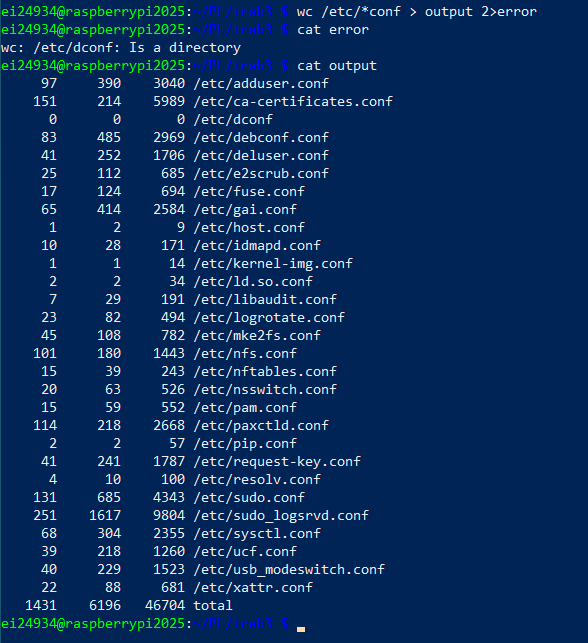 ei24934@raspberrypi2025: $ wc /etc/*conf > output 2>error
ei24934@raspberrypi2025: $ cat error
wc: /etc/dconf: Is a directory
ei24934@raspberrypi2025: $ cat output
97 390 3040 /etc/adduser.conf
151 214 5989 /etc/ca-certificates.conf
0 0 0 /etc/dconf
83 485 2969 /etc/debconf.conf
41 252 1706 /etc/deluser.conf
25 112 685 /etc/e2scrub.conf
17 124 694 /etc/fuse.conf
65 414 2584 /etc/gai.conf
1 2 9 /etc/host.conf
10 28 171 /etc/idmapd.conf
1 1 14 /etc/kernel-img.conf
2 2 34 /etc/ld.so.conf
7 29 191 /etc/libaudit.conf
23 82 494 /etc/logrotate.conf
45 108 782 /etc/mke2fs.conf
101 180 1443 /etc/nfs.conf
15 39 243 /etc/nftables.conf
20 63 526 /etc/nsswitch.conf
15 59 552 /etc/pam.conf
114 218 2668 /etc/paxctld.conf
2 2 57 /etc/pip.conf
41 241 1787 /etc/request-key.conf
4 10 100 /etc/resolv.conf
131 685 4343 /etc/sudo.conf
251 1617 9804 /etc/sudo_logsrvd.conf
68 304 2355 /etc/sysctl.conf
39 218 1260 /etc/ucf.conf
40 229 1523 /etc/usb_modeswitch.conf
22 88 681 /etc/xattr.conf
1431 6196 46704 total
ei24934@raspberrypi2025: $